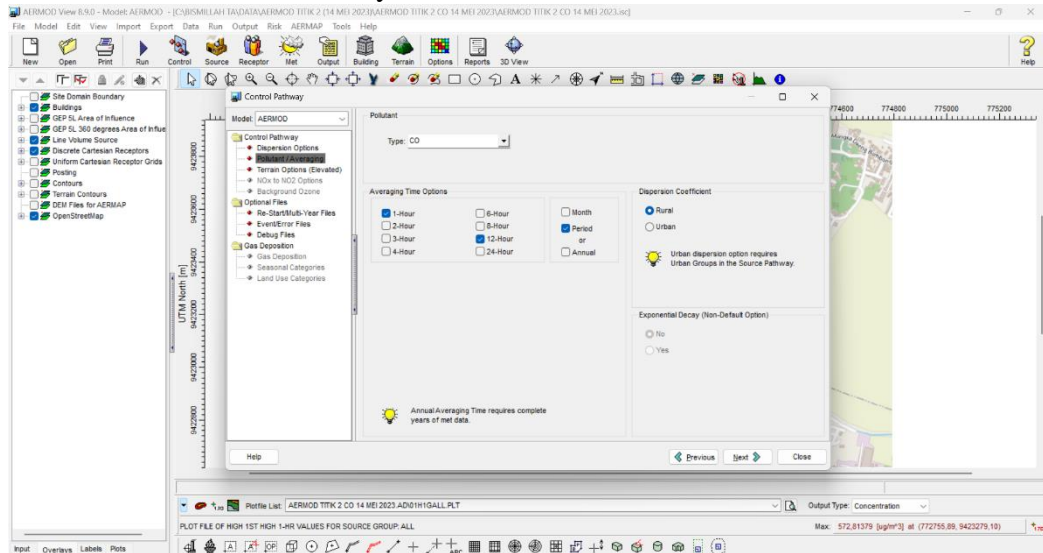 AERMOD View 8.9.0 - Model: AERMOD - [C:\BISMILLAH TA\DATA\AERMOD TITIK 2 (14 MEI 2023)\AERMOD TITIK 2 CO 14 MEI 2023\AERMOD TITIK 2 CO 14 MEI 2023.isc]
File Model Edit View Import Export Data Run Output Risk AERMAP Tools Help
New Open Print Run Control Source Receptor Met Output Building Terrain Options Reports 3D View Help
Site Domain Boundary
Buildings
GEP 5L Area of Influence
GEP 5L 360 degrees Area of Influe
Line Volume Source
Discrete Cartesian Receptors
Uniform Cartesian Receptor Grids
Posting
Contours
Terrain Contours
DEM Files for AERMAP
OpenStreetMap
UTM North [m]
9423800
9423600
9423400
9423200
9423000
9422800
774600 774800 775000 775200
Control Pathway
Model: AERMOD
Control Pathway
Dispersion Options
Pollutant / Averaging
Terrain Options (Elevated)
NOx to NO2 Options
Background Ozone
Optional Files
Re-Start/Multi-Year Files
Event/Error Files
Debug Files
Gas Deposition
Gas Deposition
Seasonal Categories
Land Use Categories
Pollutant
Type: CO
Averaging Time Options
1-Hour 6-Hour Month
2-Hour 8-Hour Period
3-Hour 12-Hour or
4-Hour 24-Hour Annual
Annual Averaging Time requires complete
years of met data.
Dispersion Coefficient
Rural
Urban
Urban dispersion option requires
Urban Groups in the Source Pathway.
Exponential Decay (Non-Default Option)
No
Yes
Help Previous Next Close
Plotfile List: AERMOD TITIK 2 CO 14 MEI 2023.AD\01H1GALL.PLT Output Type: Concentration
PLOT FILE OF HIGH 1ST HIGH 1-HR VALUES FOR SOURCE GROUP: ALL Max: 572,81379 [ug/m^3] at (772755,89, 9423279,10)
Input Overlays Labels Plots